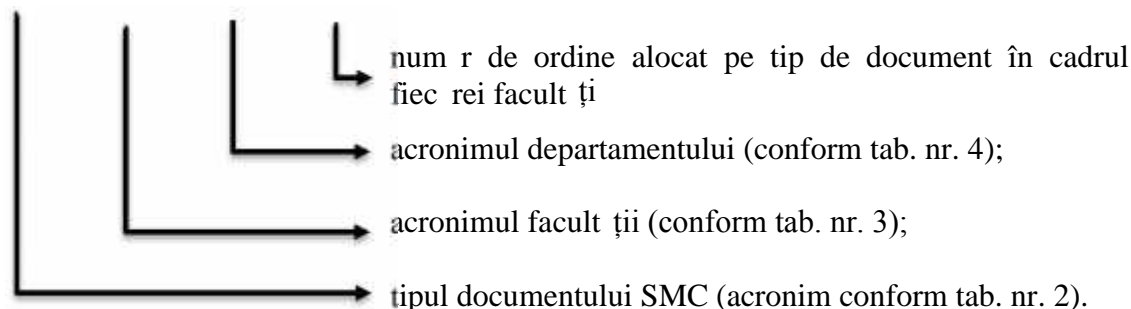 num r de ordine alocat pe tip de document în cadrul
fiec rei facult ți
acronimul departamentului (conform tab. nr. 4);
acronimul facult ții (conform tab. nr. 3);
tipul documentului SMC (acronim conform tab. nr. 2).